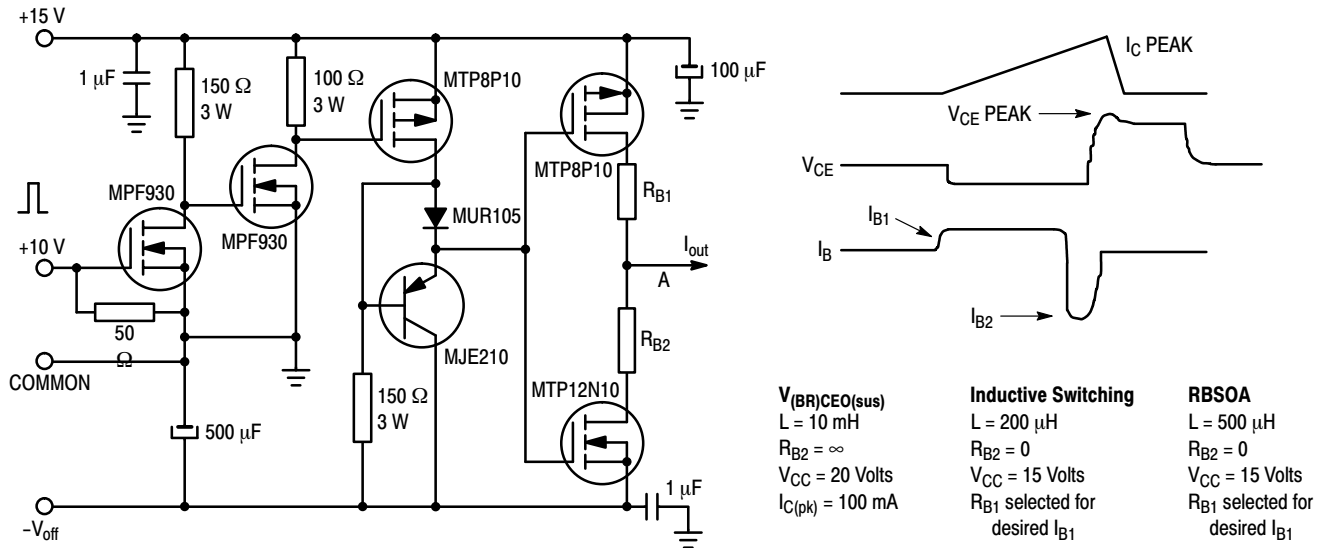 +15 V
1 μF
150 Ω
3 W
100 Ω
3 W
MTP8P10
100 μF
MTP8P10
MPF930
MPF930
+10 V
50
Ω
COMMON
500 μF
–Voff
MUR105
MJE210
150 Ω
3 W
RB1
Iout
A
RB2
MTP12N10
1 μF
IC PEAK
VCE PEAK
VCE
IB1
IB
IB2
V(BR)CEO(sus)
L = 10 mH
RB2 = ∞
VCC = 20 Volts
IC(pk) = 100 mA
Inductive Switching
L = 200 μH
RB2 = 0
VCC = 15 Volts
RB1 selected for
desired IB1
RBSOA
L = 500 μH
RB2 = 0
VCC = 15 Volts
RB1 selected for
desired IB1